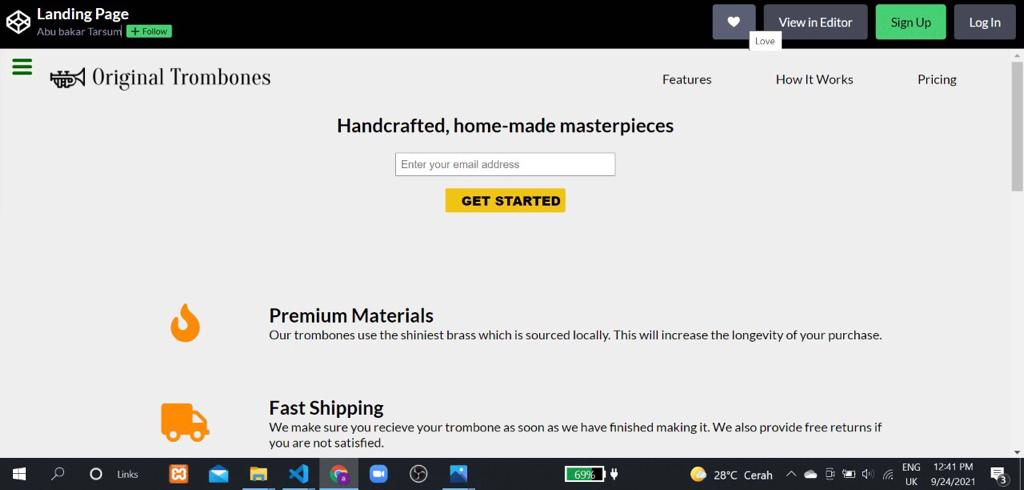 Landing Page
Abu bakar Tarsum
+ Follow
View in Editor
Sign Up
Log In
Love
Original Trombones
Features
How It Works
Pricing
Handcrafted, home-made masterpieces
Enter your email address
GET STARTED
Premium Materials
Our trombones use the shiniest brass which is sourced locally. This will increase the longevity of your purchase.
Fast Shipping
We make sure you recieve your trombone as soon as we have finished making it. We also provide free returns if
you are not satisfied.
Links
a
69%
28°C Cerah
ENG
UK
12:41 PM
9/24/2021
3